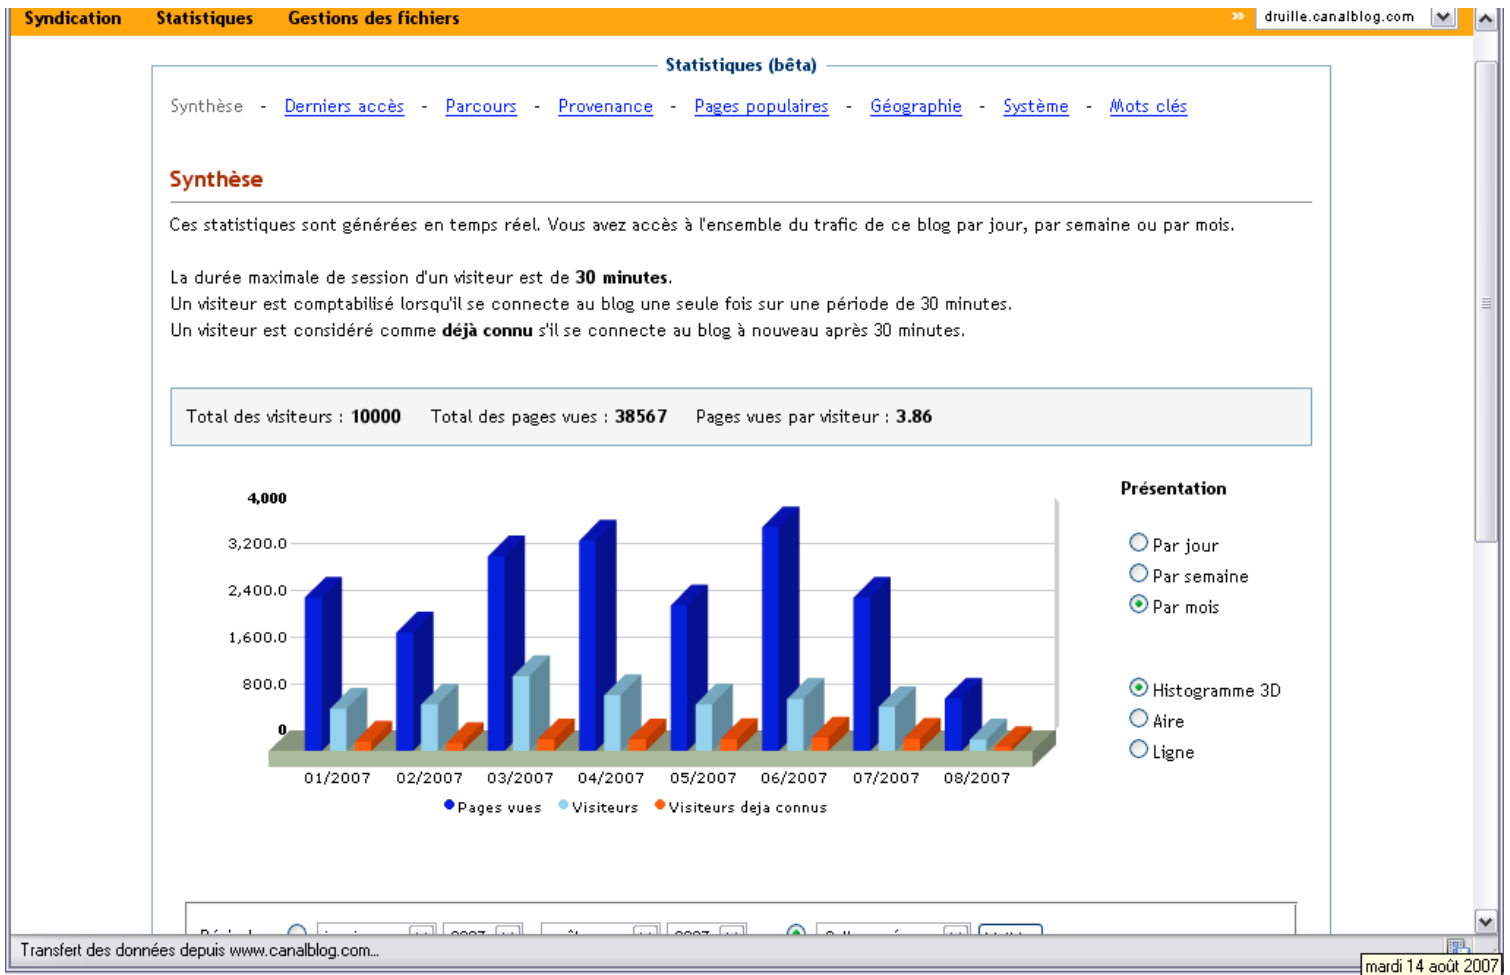 Syndication Statistiques Gestions des fichiers » druille.canalblog.com
Statistiques (bêta)
Synthèse - Derniers accès - Parcours - Provenance - Pages populaires - Géographie - Système - Mots clés
Synthèse
Ces statistiques sont générées en temps réel. Vous avez accès à l'ensemble du trafic de ce blog par jour, par semaine ou par mois.
La durée maximale de session d'un visiteur est de 30 minutes.
Un visiteur est comptabilisé lorsqu'il se connecte au blog une seule fois sur une période de 30 minutes.
Un visiteur est considéré comme déjà connu s'il se connecte au blog à nouveau après 30 minutes.
Total des visiteurs : 10000 Total des pages vues : 38567 Pages vues par visiteur : 3.86
Présentation
Par jour
Par semaine
Par mois
Histogramme 3D
Aire
Ligne
4,000
3,200.0
2,400.0
1,600.0
800.0
0
01/2007 02/2007 03/2007 04/2007 05/2007 06/2007 07/2007 08/2007
Pages vues Visiteurs Visiteurs deja connus
2007 2007
Transfert des données depuis www.canalblog.com...
mardi 14 août 2007